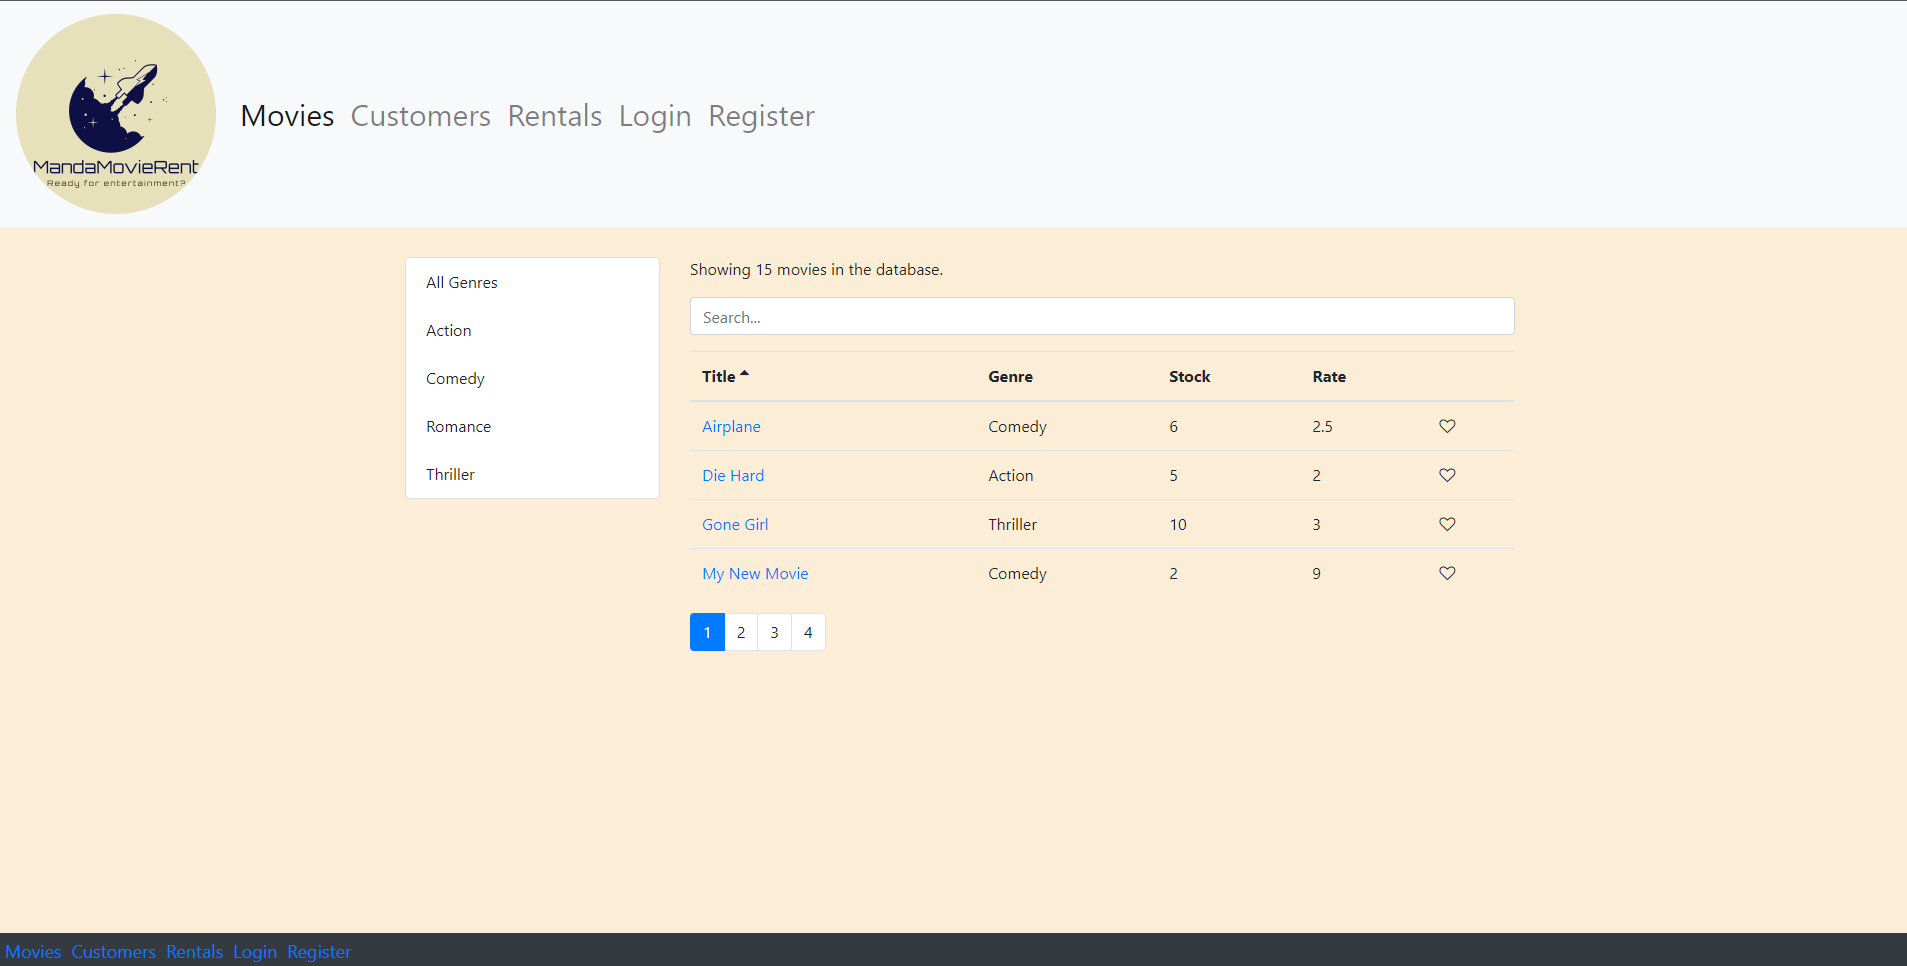 MandaMovieRent
Ready for entertainment?
Movies Customers Rentals Login Register
All Genres
Action
Comedy
Romance
Thriller
Showing 15 movies in the database.
Search...
Title Genre Stock Rate
Airplane Comedy 6 2.5
Die Hard Action 5 2
Gone Girl Thriller 10 3
My New Movie Comedy 2 9
1 2 3 4
Movies Customers Rentals Login Register